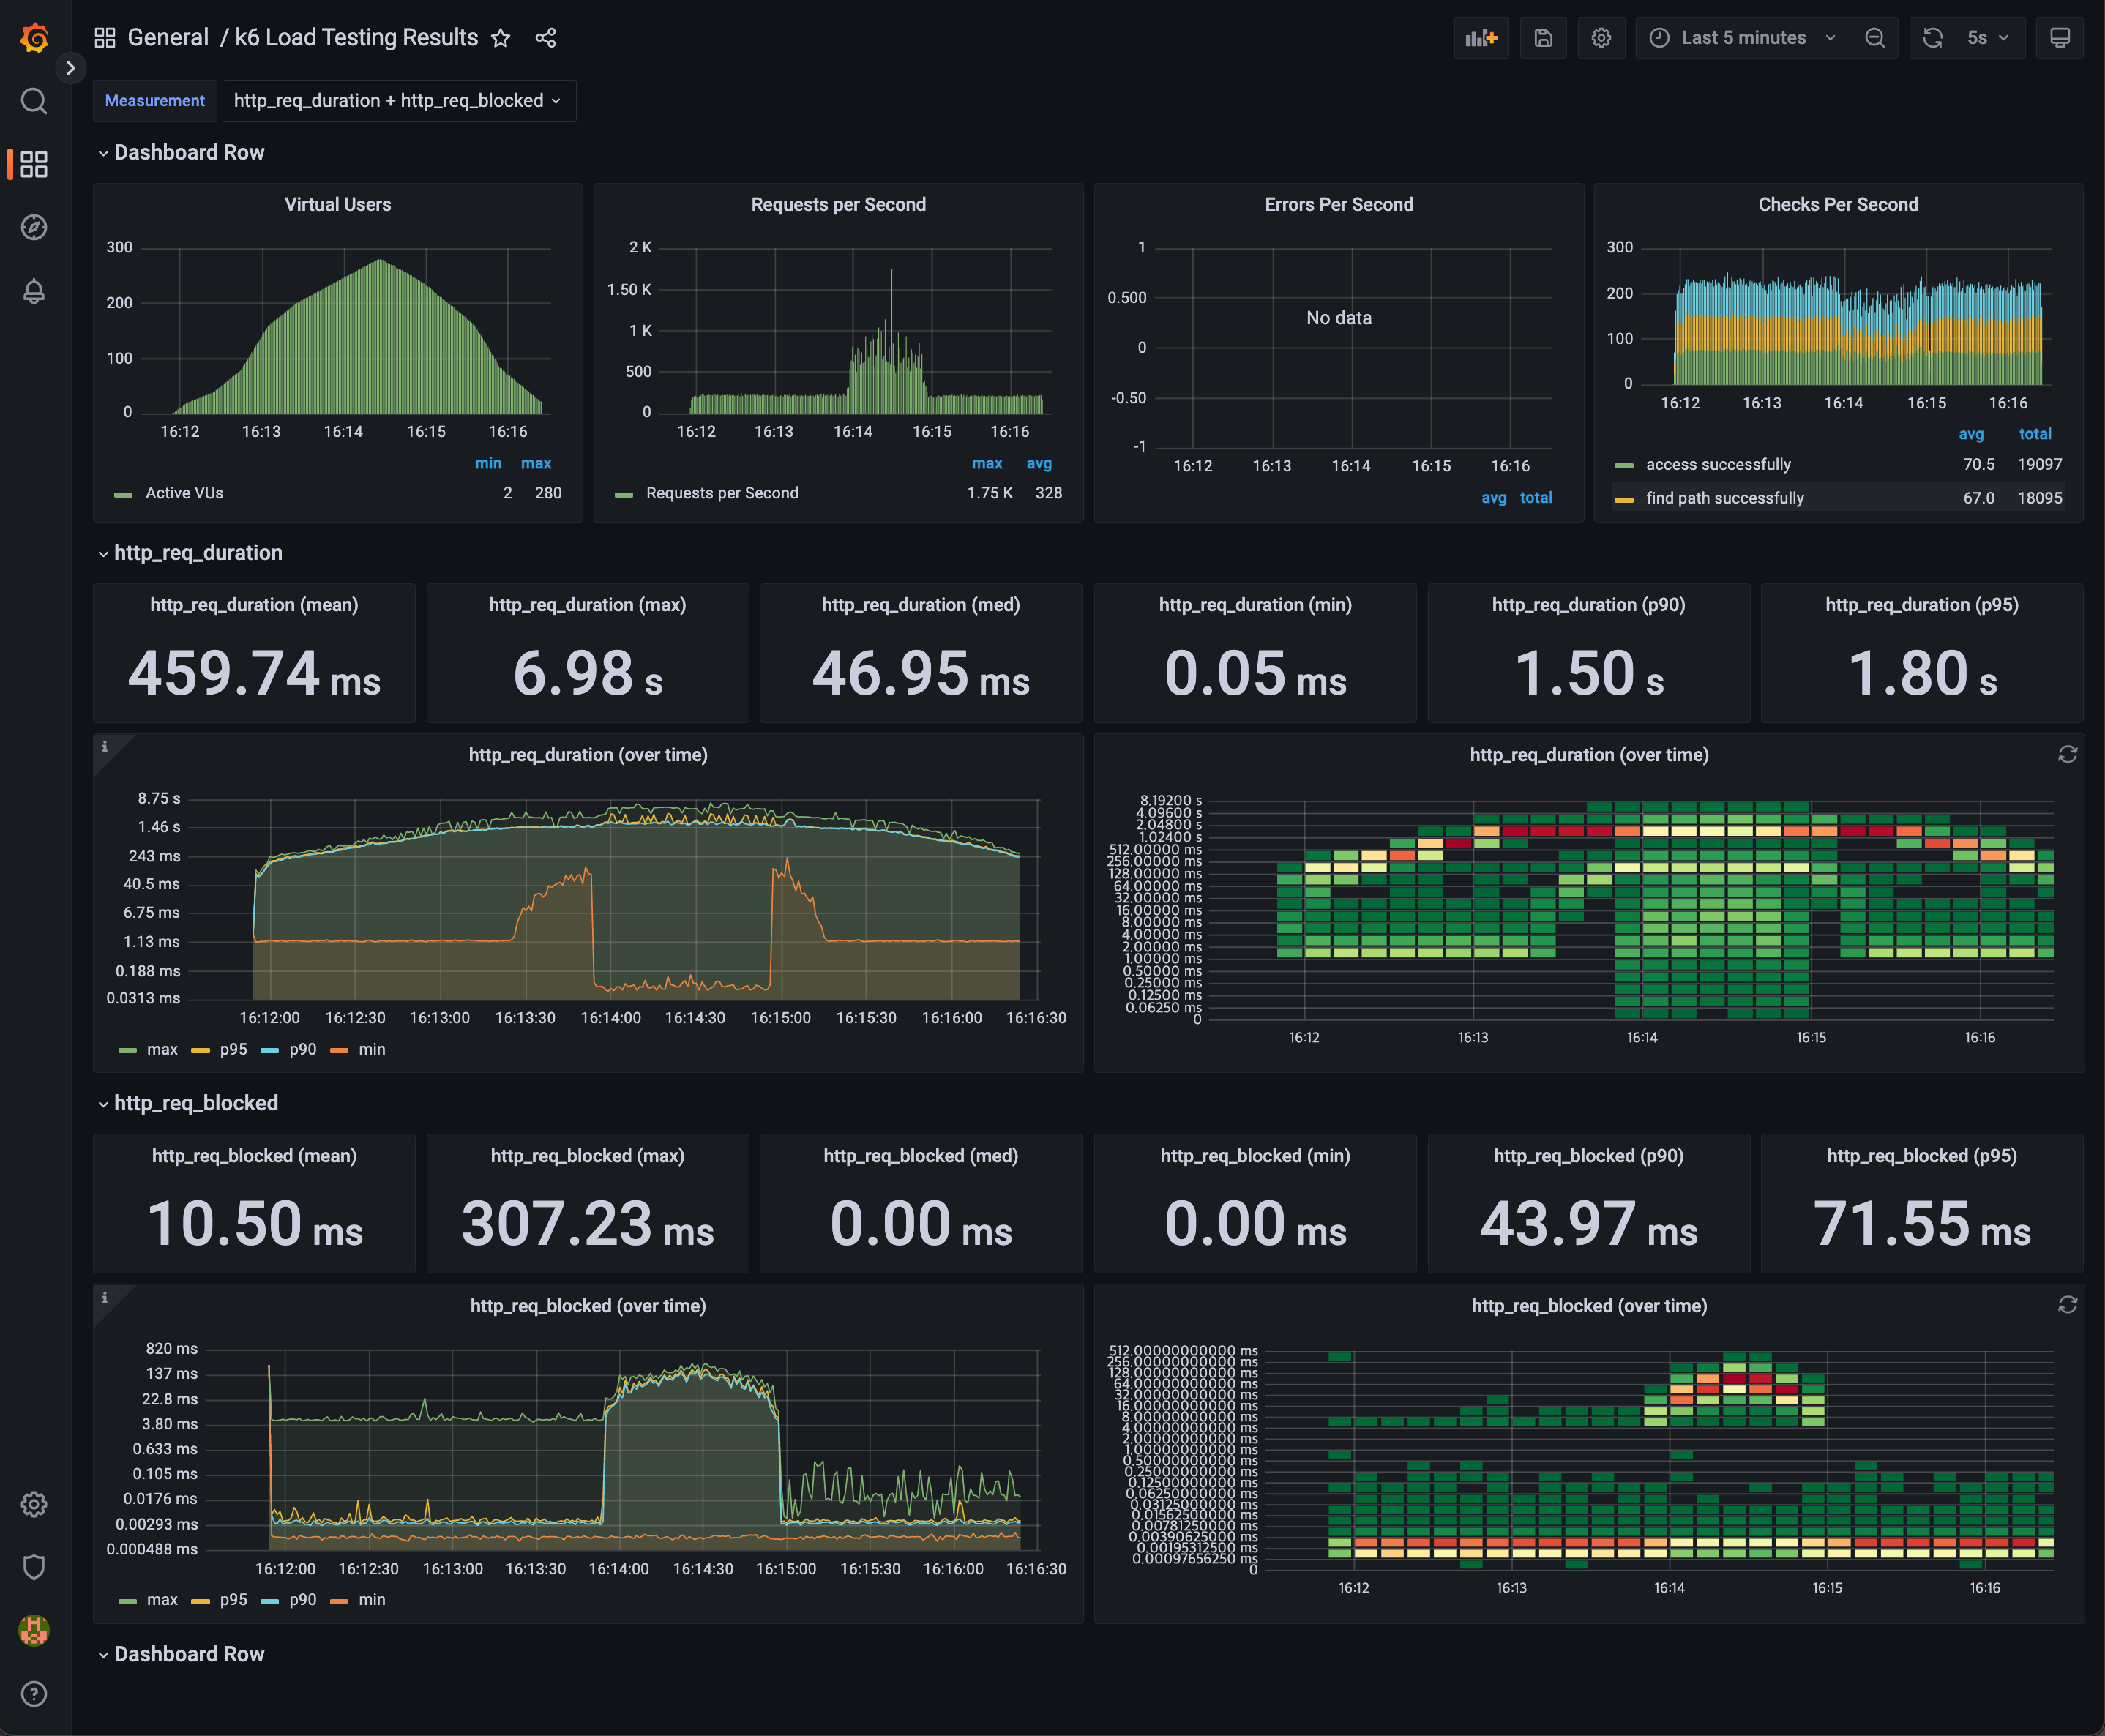 General / k6 Load Testing Results
Last 5 minutes
5s
Measurement
http_req_duration + http_req_blocked
Dashboard Row
Virtual Users
300
200
100
0
16:12 16:13 16:14 16:15 16:16
min max
Active VUs 2 280
Requests per Second
2 K
1.50 K
1 K
500
0
16:12 16:13 16:14 16:15 16:16
max avg
Requests per Second 1.75 K 328
Errors Per Second
1
0.500
0
-0.50
-1
No data
16:12 16:13 16:14 16:15 16:16
avg total
Checks Per Second
300
200
100
0
16:12 16:13 16:14 16:15 16:16
avg total
access successfully 70.5 19097
find path successfully 67.0 18095
http_req_duration
http_req_duration (mean)
459.74 ms
http_req_duration (max)
6.98 s
http_req_duration (med)
46.95 ms
http_req_duration (min)
0.05 ms
http_req_duration (p90)
1.50 s
http_req_duration (p95)
1.80 s
i
http_req_duration (over time)
8.75 s
1.46 s
243 ms
40.5 ms
6.75 ms
1.13 ms
0.188 ms
0.0313 ms
16:12:00 16:12:30 16:13:00 16:13:30 16:14:00 16:14:30 16:15:00 16:15:30 16:16:00 16:16:30
max p95 p90 min
http_req_duration (over time)
8.19200 s
4.09600 s
2.04800 s
1.02400 s
512.00000 ms
256.00000 ms
128.00000 ms
64.00000 ms
32.00000 ms
16.00000 ms
8.00000 ms
4.00000 ms
2.00000 ms
1.00000 ms
0.50000 ms
0.25000 ms
0.12500 ms
0.06250 ms
0
16:12 16:13 16:14 16:15 16:16
http_req_blocked
http_req_blocked (mean)
10.50 ms
http_req_blocked (max)
307.23 ms
http_req_blocked (med)
0.00 ms
http_req_blocked (min)
0.00 ms
http_req_blocked (p90)
43.97 ms
http_req_blocked (p95)
71.55 ms
i
http_req_blocked (over time)
820 ms
137 ms
22.8 ms
3.80 ms
0.633 ms
0.105 ms
0.0176 ms
0.00293 ms
0.000488 ms
16:12:00 16:12:30 16:13:00 16:13:30 16:14:00 16:14:30 16:15:00 16:15:30 16:16:00 16:16:30
max p95 p90 min
http_req_blocked (over time)
512.00000000000 ms
256.00000000000 ms
128.00000000000 ms
64.00000000000 ms
32.00000000000 ms
16.00000000000 ms
8.00000000000 ms
4.00000000000 ms
2.00000000000 ms
1.00000000000 ms
0.50000000000 ms
0.25000000000 ms
0.12500000000 ms
0.06250000000 ms
0.03125000000 ms
0.01562500000 ms
0.00781250000 ms
0.00390625000 ms
0.00195312500 ms
0.00097656250 ms
0
16:12 16:13 16:14 16:15 16:16
Dashboard Row